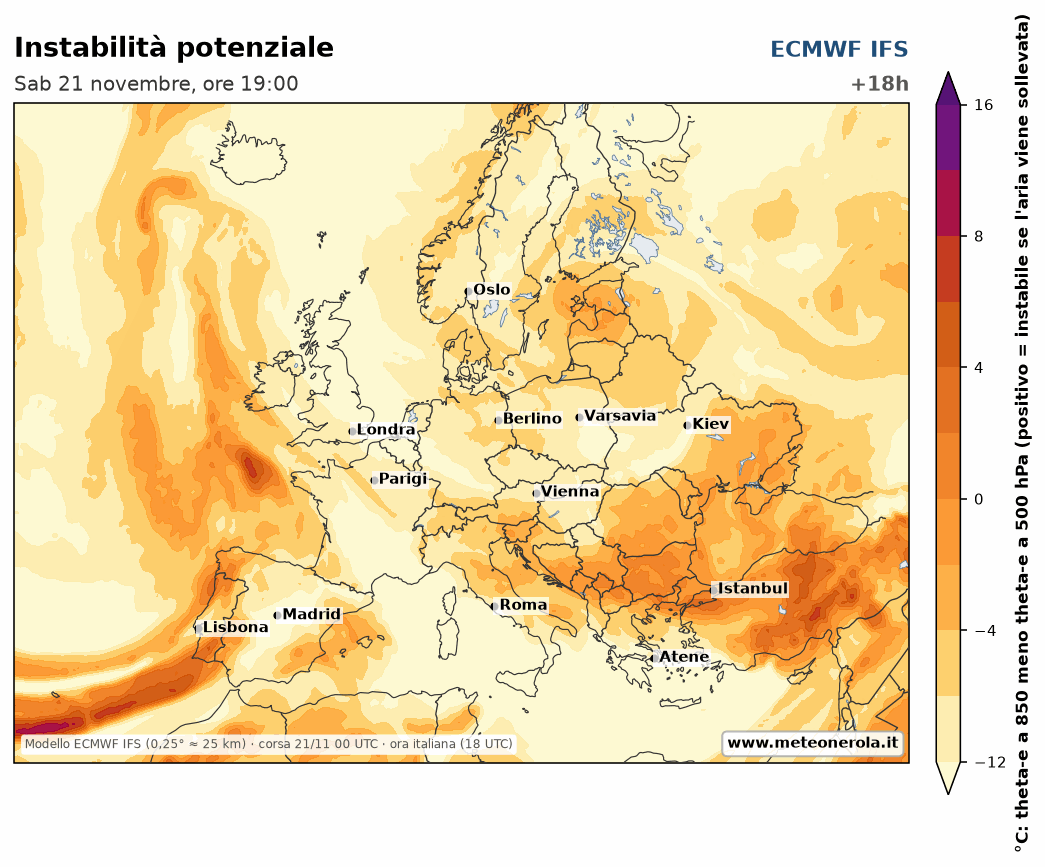 Instabilità potenziale
ECMWF IFS
Sab 21 novembre, ore 19:00
+18h
Oslo
Londra
Berlino
Varsavia
Kiev
Parigi
Vienna
Istanbul
Roma
Madrid
Lisbona
Atene
Modello ECMWF IFS (0,25° ≈ 25 km) · corsa 21/11 00 UTC · ora italiana (18 UTC)
www.meteonerola.it
16
8
4
0
−4
−12
°C: theta-e a 850 meno theta-e a 500 hPa (positivo = instabile se l'aria viene sollevata)